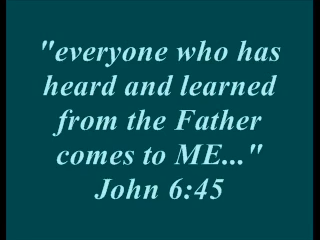 "everyone who has
heard and learned
from the Father
comes to ME..."
John 6:45